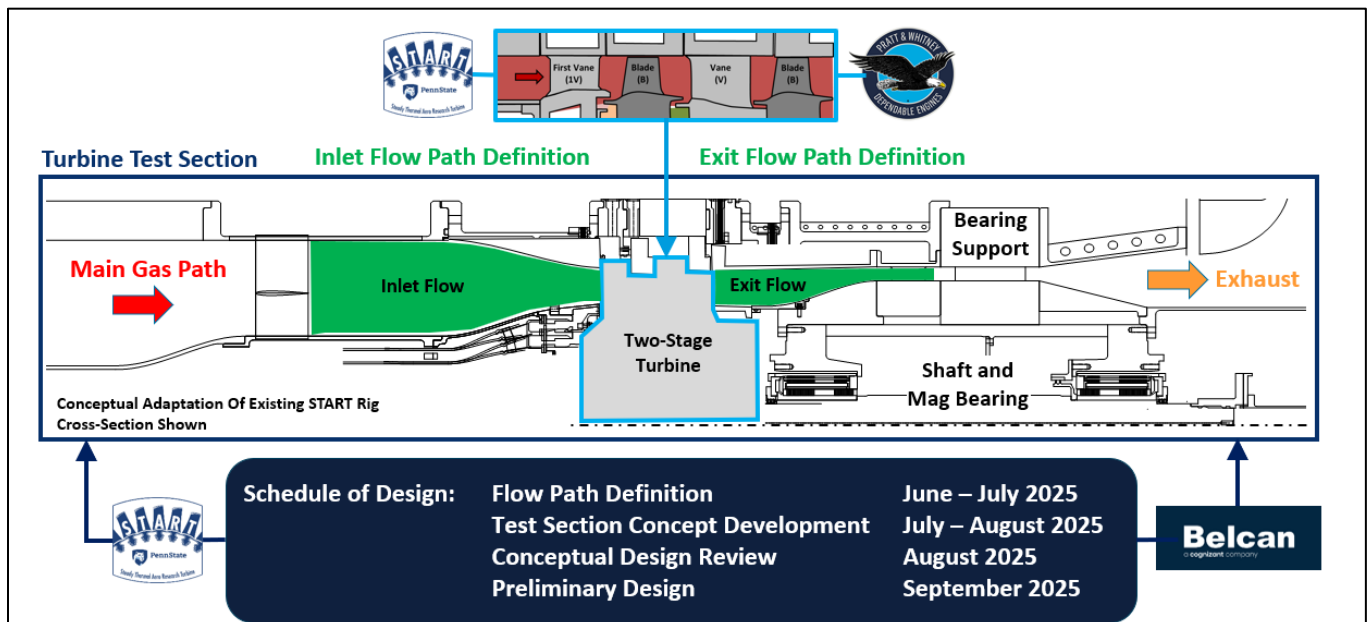 START
PennState
Steady Thermal Aero Research Turbine
First Vane
(1V)
Blade
(B)
Vane
(V)
Blade
(B)
PRATT & WHITNEY
DEPENDABLE ENGINES
Turbine Test Section
Inlet Flow Path Definition
Exit Flow Path Definition
Main Gas Path
Inlet Flow
Two-Stage
Turbine
Exit Flow
Bearing
Support
Exhaust
Shaft and
Mag Bearing
Conceptual Adaptation Of Existing START Rig
Cross-Section Shown
START
PennState
Steady Thermal Aero Research Turbine
Schedule of Design: Flow Path Definition June – July 2025
Test Section Concept Development July – August 2025
Conceptual Design Review August 2025
Preliminary Design September 2025
Belcan
a cognizant company